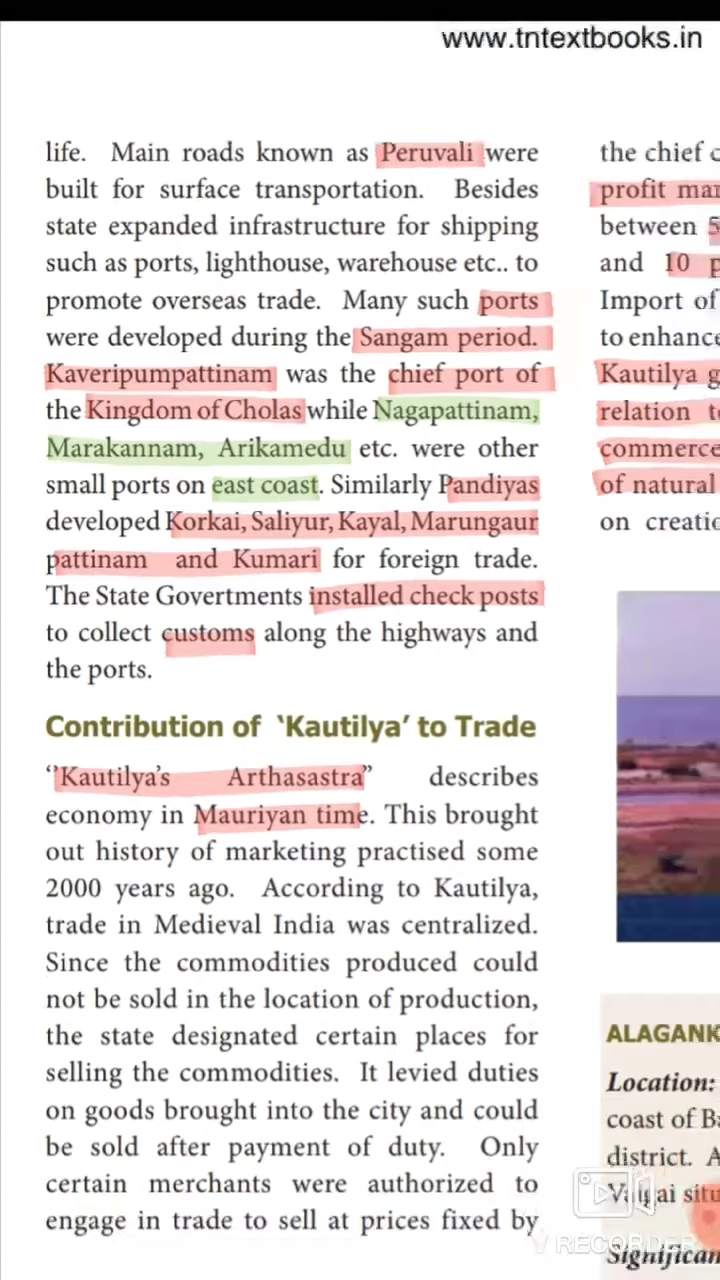 www.tntextbooks.in
life. Main roads known as Peruvali were
built for surface transportation. Besides
state expanded infrastructure for shipping
such as ports, lighthouse, warehouse etc.. to
promote overseas trade. Many such ports
were developed during the Sangam period.
Kaveripumpattinam was the chief port of
the Kingdom of Cholas while Nagapattinam,
Marakannam, Arikamedu etc. were other
small ports on east coast. Similarly Pandiyas
developed Korkai, Saliyur, Kayal, Marungaur
pattinam and Kumari for foreign trade.
The State Govertments installed check posts
to collect customs along the highways and
the ports.
Contribution of ‘Kautilya’ to Trade
‘’Kautilya’s Arthasastra” describes
economy in Mauriyan time. This brought
out history of marketing practised some
2000 years ago. According to Kautilya,
trade in Medieval India was centralized.
Since the commodities produced could
not be sold in the location of production,
the state designated certain places for
selling the commodities. It levied duties
on goods brought into the city and could
be sold after payment of duty. Only
certain merchants were authorized to
engage in trade to sell at prices fixed by
the chief
profit
between
and 10
Import of
to enhance
Kautilya
relation
commerce
of natural
on
ALAGANK
Location:
coast of
district.
situ
Significan
RECORDER